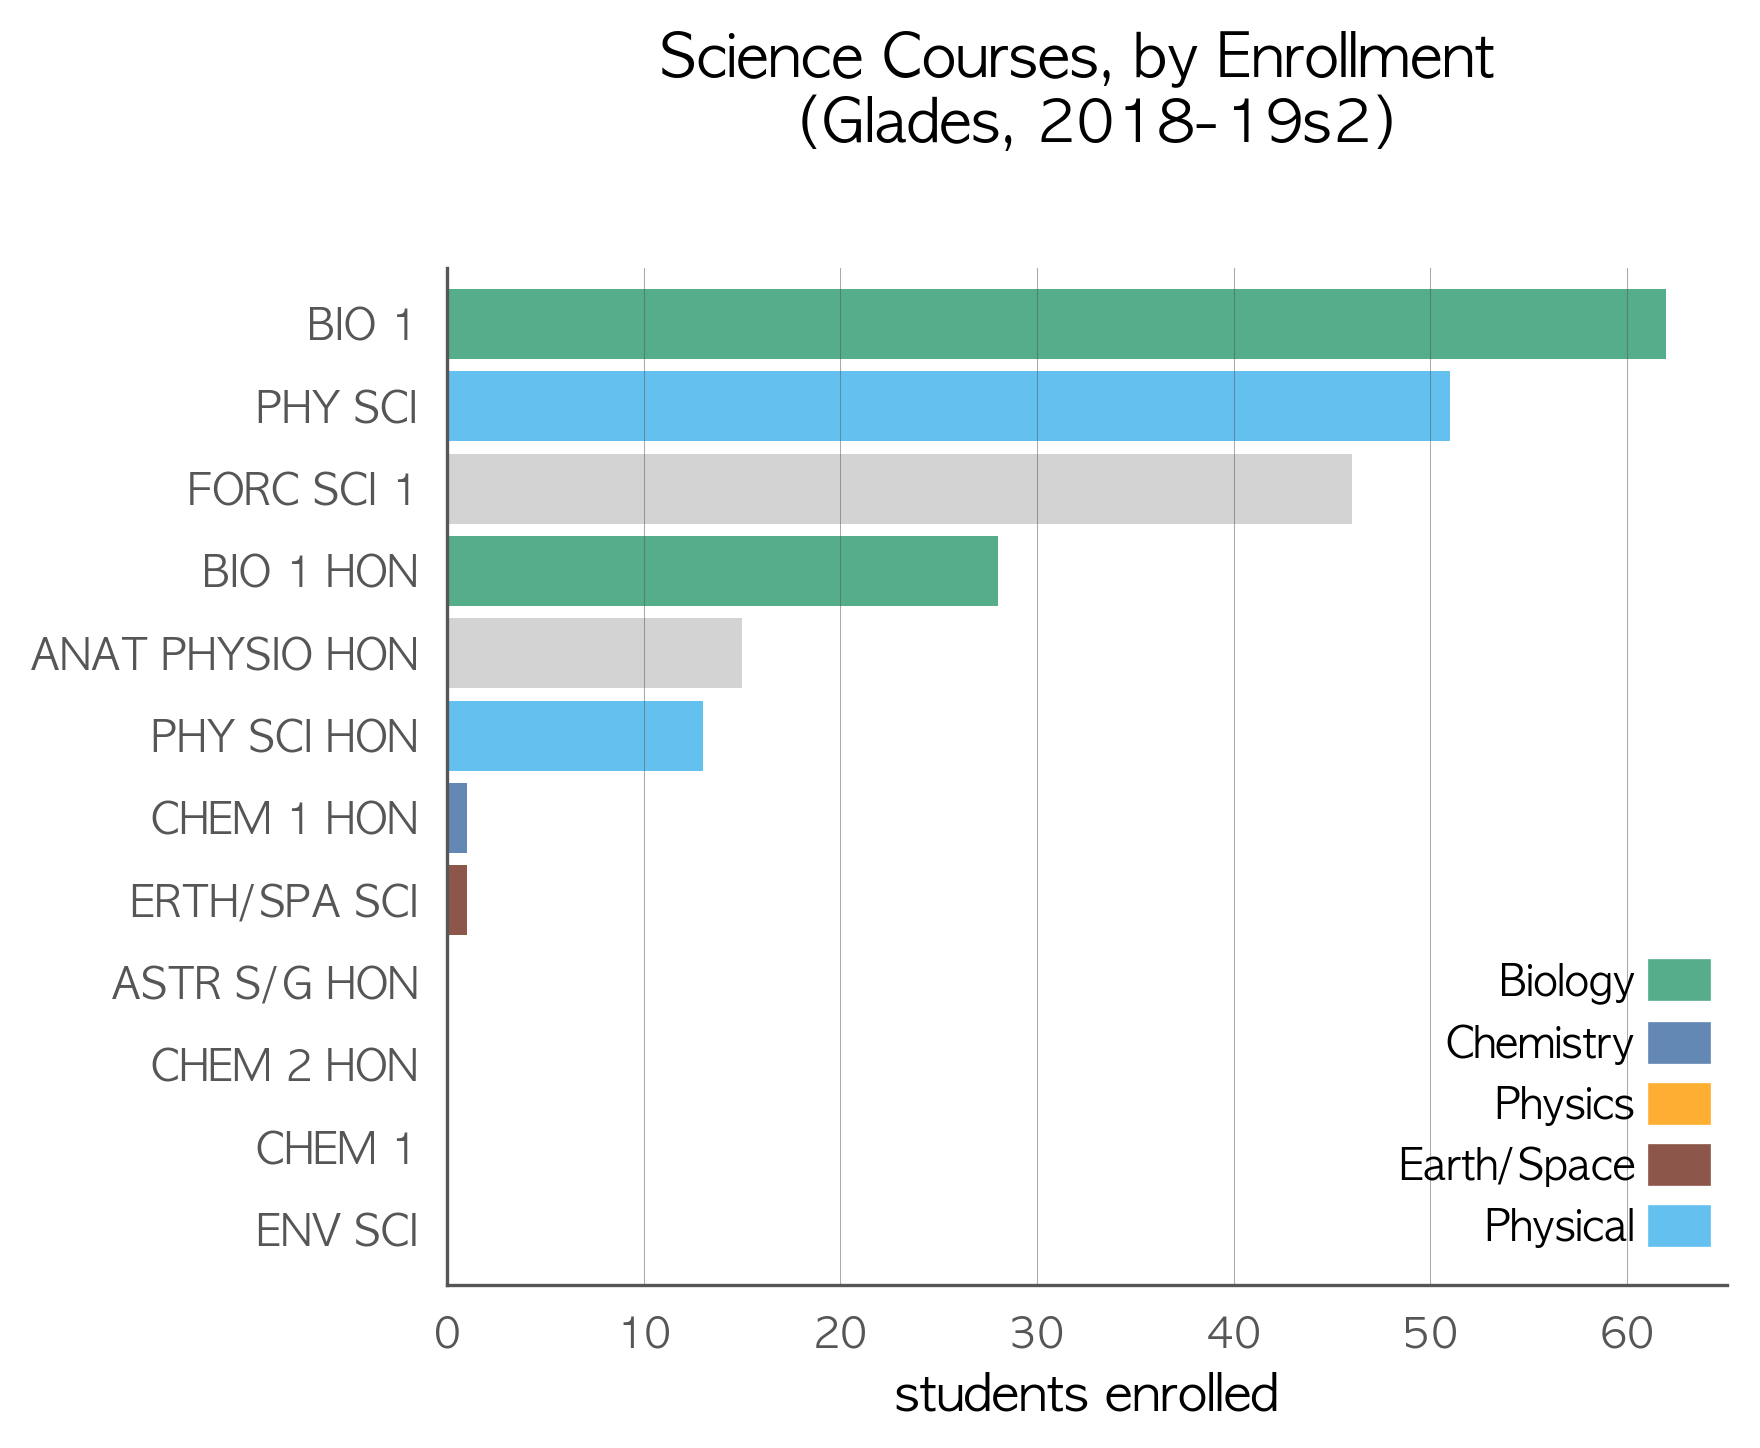 Science Courses, by Enrollment
(Glades, 2018-19s2)
BIO 1
PHY SCI
FORC SCI 1
BIO 1 HON
ANAT PHYSIO HON
PHY SCI HON
CHEM 1 HON
ERTH/SPA SCI
ASTR S/G HON
CHEM 2 HON
CHEM 1
ENV SCI
Biology
Chemistry
Physics
Earth/Space
Physical
0 10 20 30 40 50 60
students enrolled